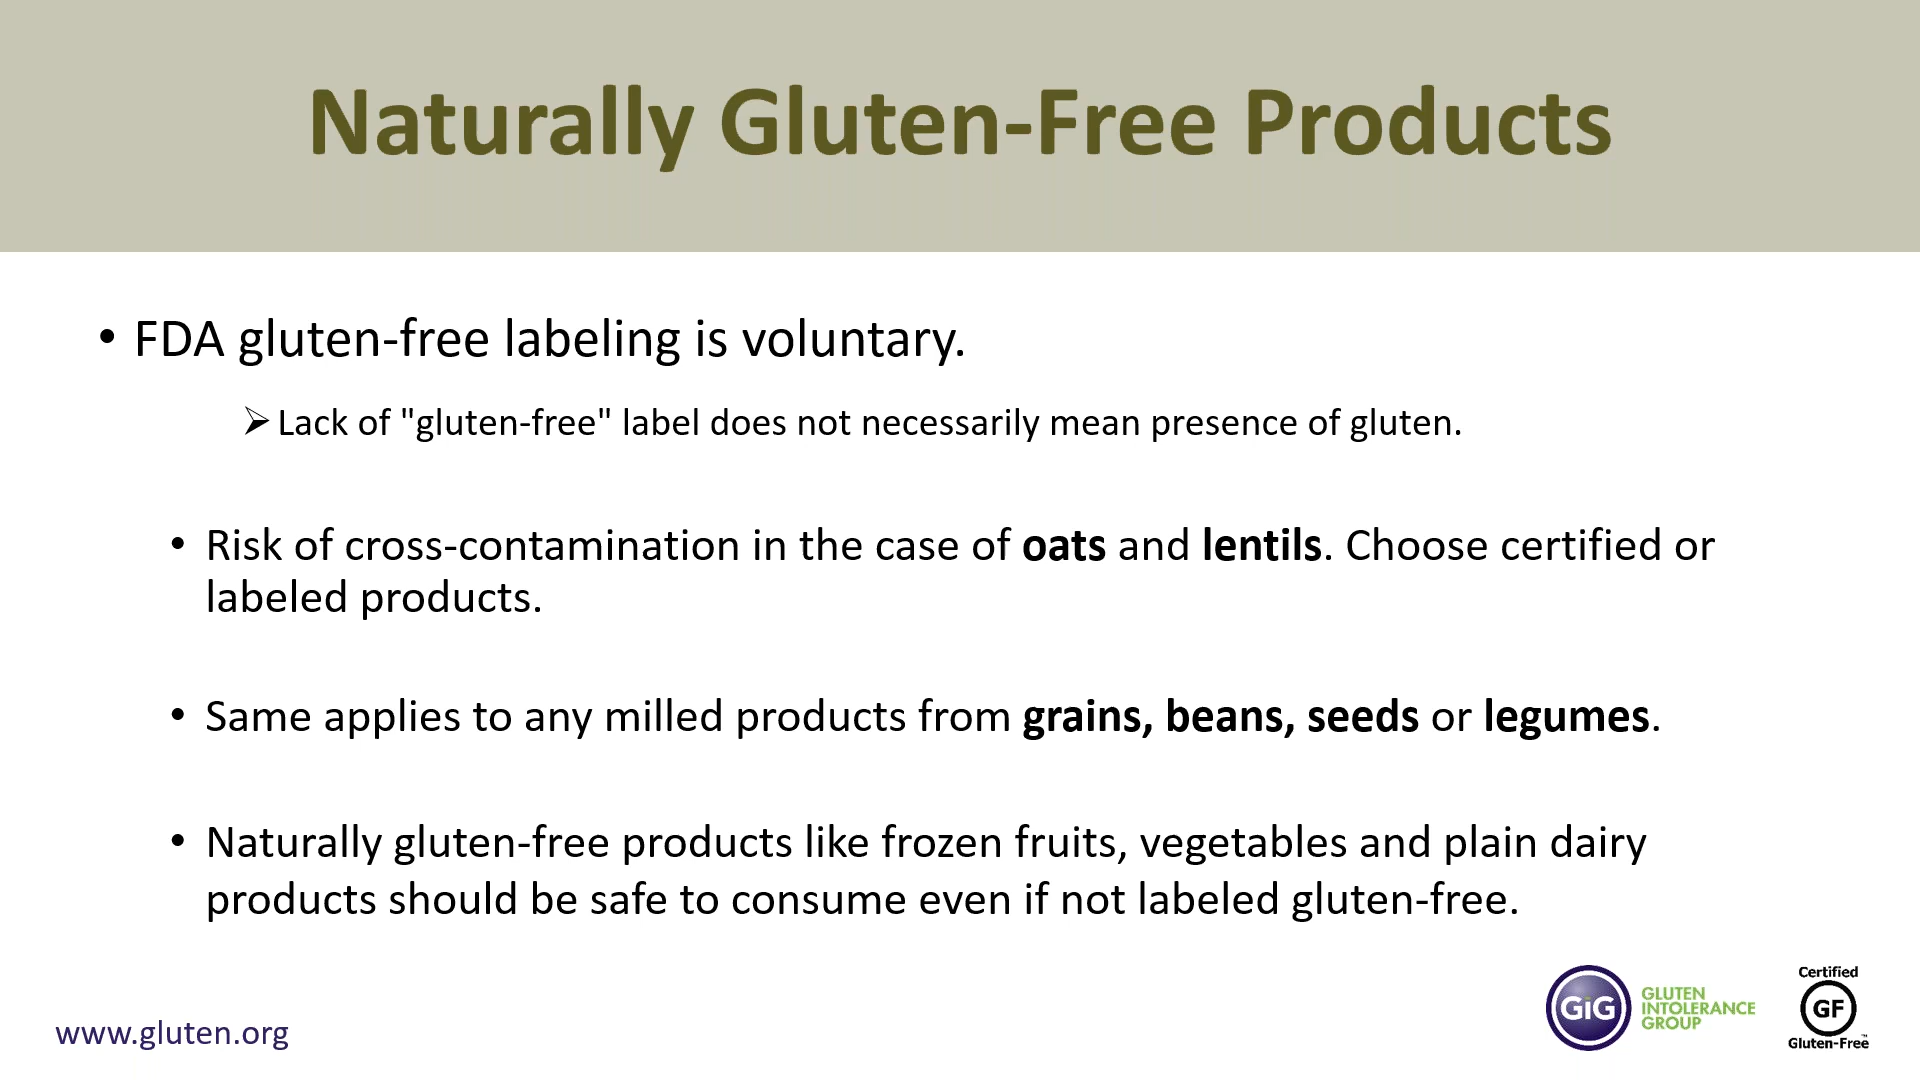 Naturally Gluten-Free Products
• FDA gluten-free labeling is voluntary.
➢ Lack of "gluten-free" label does not necessarily mean presence of gluten.
• Risk of cross-contamination in the case of oats and lentils. Choose certified or
labeled products.
• Same applies to any milled products from grains, beans, seeds or legumes.
• Naturally gluten-free products like frozen fruits, vegetables and plain dairy
products should be safe to consume even if not labeled gluten-free.
www.gluten.org
GiG
GLUTEN
INTOLERANCE
GROUP
Certified
GF
Gluten-Free™